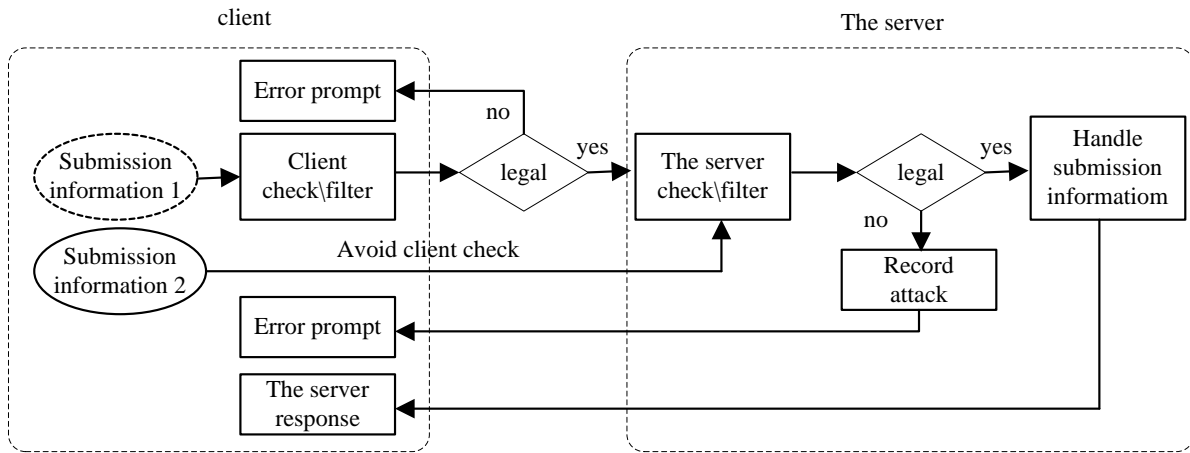 client
The server
Error prompt
no
Submission
information 1
Client
check\filter
legal
yes
The server
check\filter
legal
yes
Handle
submission
informatiom
no
Submission
information 2
Avoid client check
Record
attack
Error prompt
The server
response